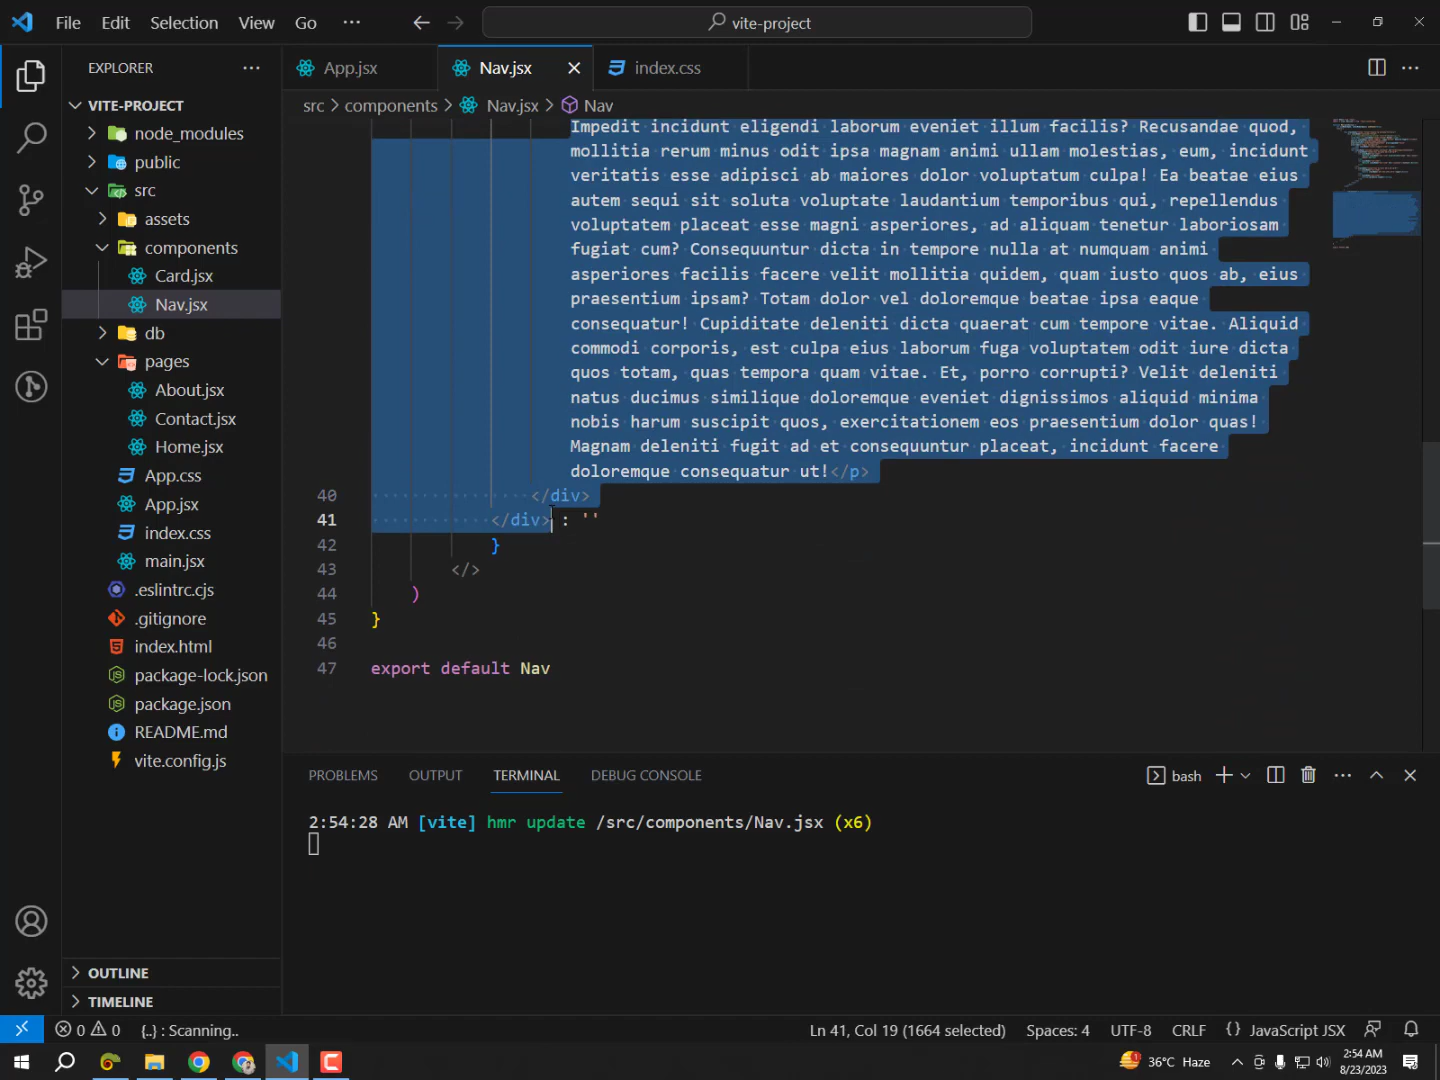 File Edit Selection View Go ··· vite-project
EXPLORER ···
App.jsx Nav.jsx index.css
VITE-PROJECT
src > components > Nav.jsx > Nav
node_modules
public
src
assets
components
Card.jsx
Nav.jsx
db
pages
About.jsx
Contact.jsx
Home.jsx
App.css
App.jsx
index.css
main.jsx
.eslintrc.cjs
.gitignore
index.html
package-lock.json
package.json
README.md
vite.config.js
OUTLINE
TIMELINE
Impedit incidunt eligendi laborum eveniet illum facilis? Recusandae quod,
mollitia rerum minus odit ipsa magnam animi ullam molestias, eum, incidunt
veritatis esse adipisci ab maiores dolor voluptatum culpa! Ea beatae eius
autem sequi sit soluta voluptate laudantium temporibus qui, repellendus
voluptatem placeat esse magni asperiores, ad aliquam tenetur laboriosam
fugiat cum? Consequuntur dicta in tempore nulla at numquam animi
asperiores facilis facere velit mollitia quidem, quam iusto quos ab, eius
praesentium ipsam? Totam dolor vel doloremque beatae ipsa eaque
consequatur! Cupiditate deleniti dicta quaerat cum tempore vitae. Aliquid
commodi corporis, est culpa eius laborum fuga voluptatem odit iure dicta
quos totam, quas tempora quam vitae. Et, porro corrupti? Velit deleniti
natus ducimus similique doloremque eveniet dignissimos aliquid minima
nobis harum suscipit quos, exercitationem eos praesentium dolor quas!
Magnam deleniti fugit ad et consequuntur placeat, incidunt facere
doloremque consequatur ut!</p>
40 </div>
41 </div> : ''
42 }
43 </>
44 )
45 }
46
47 export default Nav
PROBLEMS OUTPUT TERMINAL DEBUG CONSOLE bash
2:54:28 AM [vite] hmr update /src/components/Nav.jsx (x6)
0 0 {..} : Scanning.. Ln 41, Col 19 (1664 selected) Spaces: 4 UTF-8 CRLF {} JavaScript JSX
36°C Haze 2:54 AM
8/23/2023